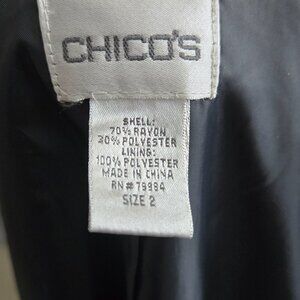 CHICO'S
SHELL:
70% RAYON
30% POLYESTER
LINING:
100% POLYESTER
MADE IN CHINA
RN# 79984
SIZE 2